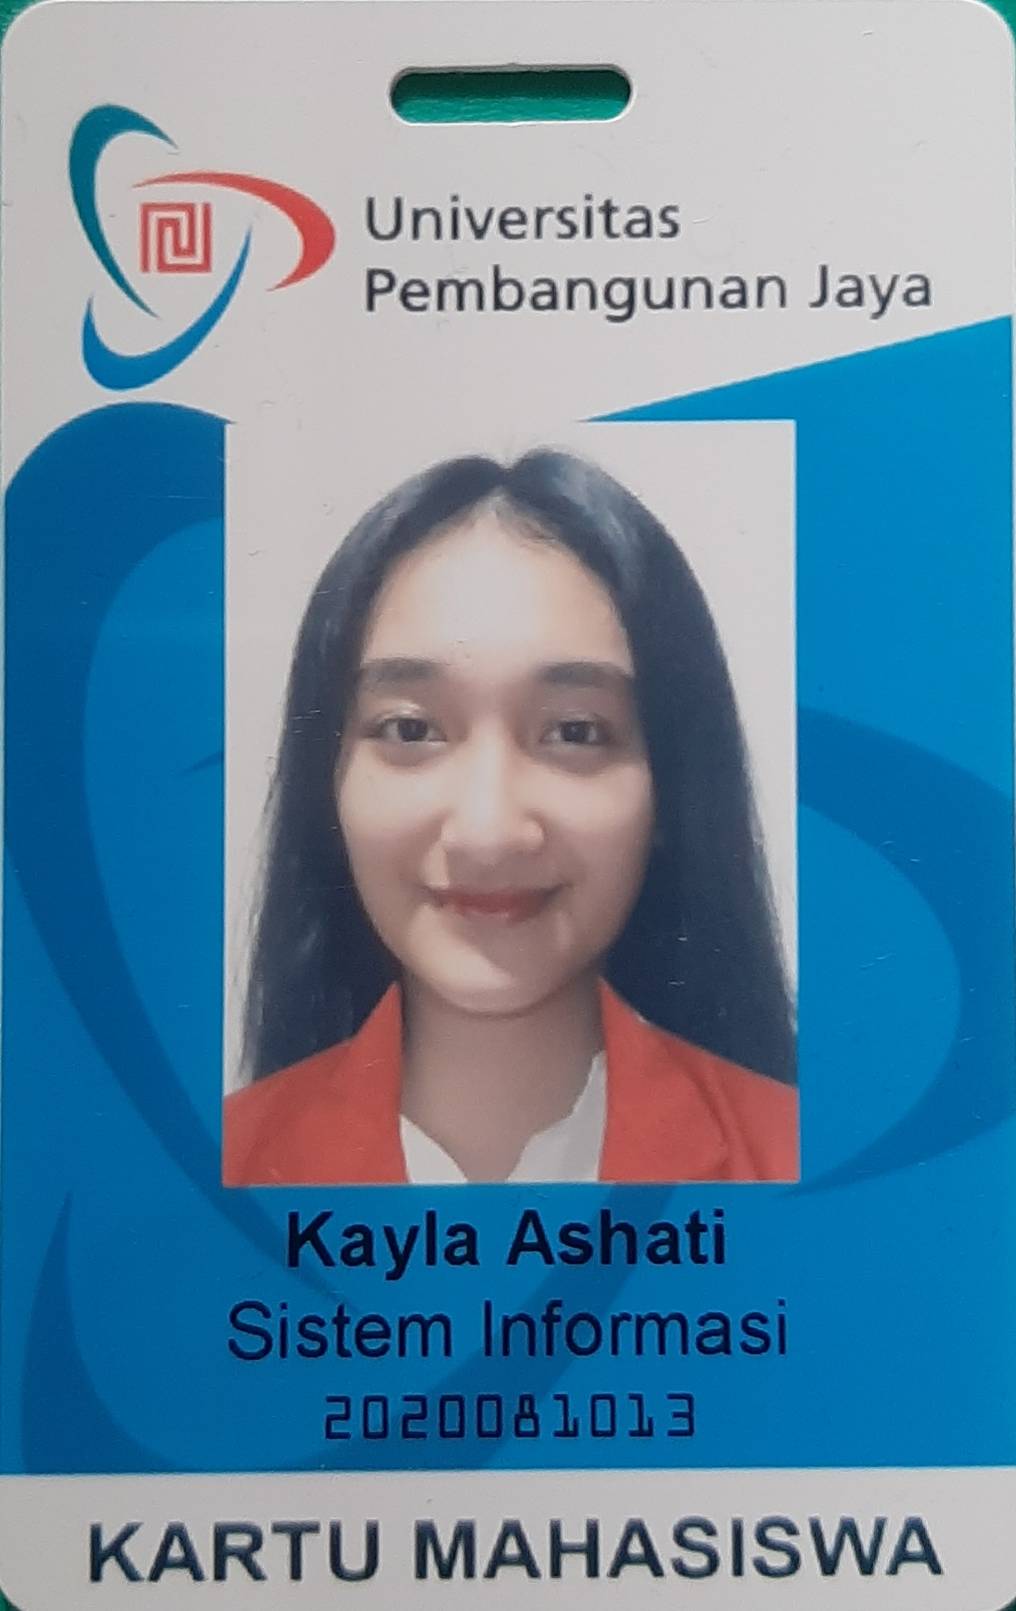 Universitas
Pembangunan Jaya
Kayla Ashati
Sistem Informasi
2020081013
KARTU MAHASISWA